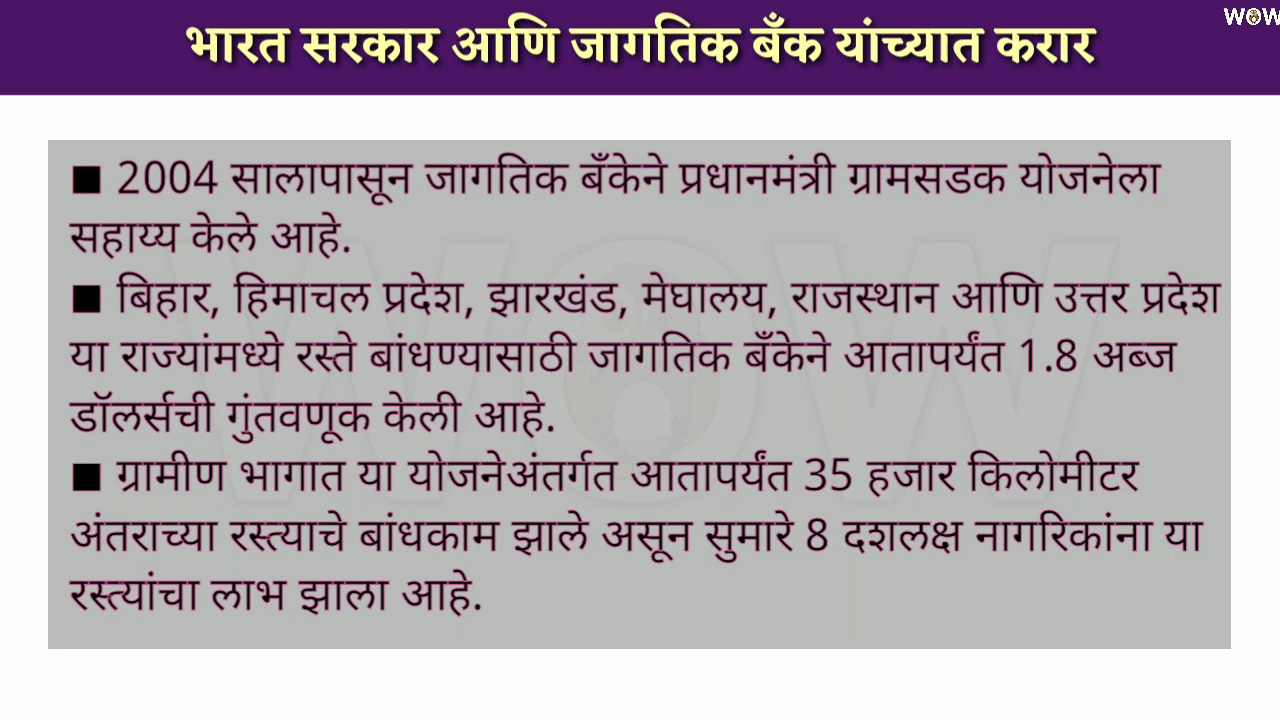 भारत सरकार आणि जागतिक बँक यांच्यात करार
WOW
■ 2004 सालापासून जागतिक बँकेने प्रधानमंत्री ग्रामसडक योजनेला
सहाय्य केले आहे.
■ बिहार, हिमाचल प्रदेश, झारखंड, मेघालय, राजस्थान आणि उत्तर प्रदेश
या राज्यांमध्ये रस्ते बांधण्यासाठी जागतिक बँकेने आतापर्यंत 1.8 अब्ज
डॉलर्सची गुंतवणूक केली आहे.
■ ग्रामीण भागात या योजनेअंतर्गत आतापर्यंत 35 हजार किलोमीटर
अंतराच्या रस्त्याचे बांधकाम झाले असून सुमारे 8 दशलक्ष नागरिकांना या
रस्त्यांचा लाभ झाला आहे.
WOW